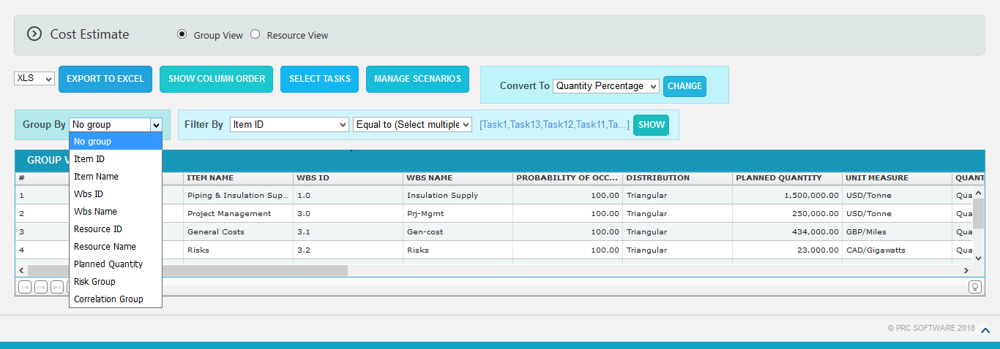 Cost Estimate Group View Resource View
XLS EXPORT TO EXCEL SHOW COLUMN ORDER SELECT TASKS MANAGE SCENARIOS Convert To Quantity Percentage CHANGE
Group By No group Filter By Item ID Equal to (Select multiple [Task1,Task13,Task12,Task11,Ta...] SHOW
No group
Item ID
Item Name
Wbs ID
Wbs Name
Resource ID
Resource Name
Planned Quantity
Risk Group
Correlation Group
GROUP V
# ITEM NAME WBS ID WBS NAME PROBABILITY OF OCC... DISTRIBUTION PLANNED QUANTITY UNIT MEASURE QUANT
1 Piping & Insulation Sup... 1.0 Insulation Supply 100.00 Triangular 1,500,000.00 USD/Tonne Qua
2 Project Management 3.0 Prj-Mgmt 100.00 Triangular 250,000.00 USD/Tonne Qua
3 General Costs 3.1 Gen-cost 100.00 Triangular 434,000.00 GBP/Miles Qua
4 Risks 3.2 Risks 100.00 Triangular 23,000.00 CAD/Gigawatts Qua
© PRC SOFTWARE 2018